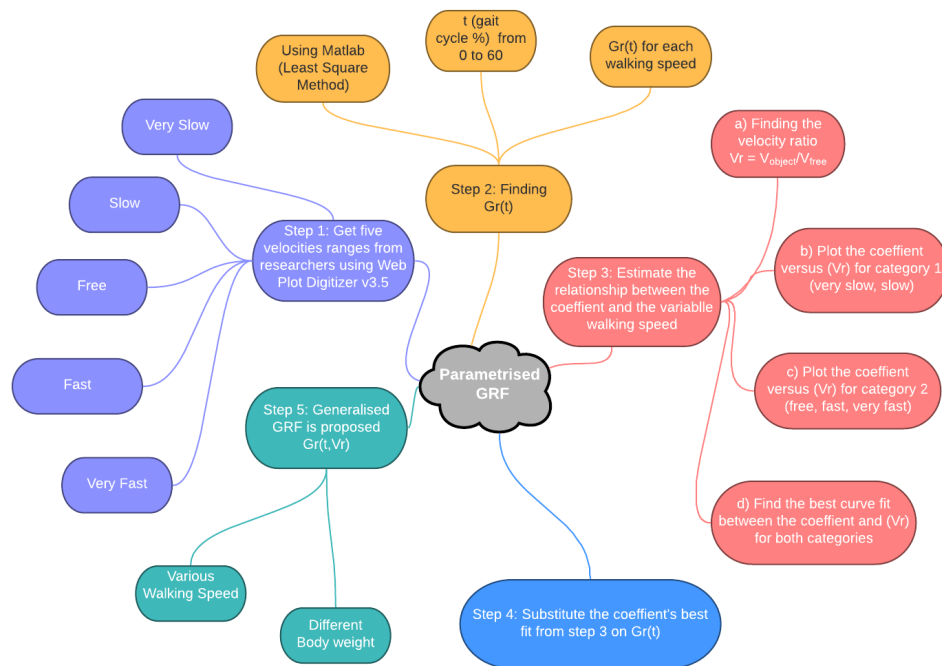 Parametrised
GRF
Step 1: Get five
velocities ranges from
researchers using Web
Plot Digitizer v3.5
Very Slow
Slow
Free
Fast
Very Fast
Step 2: Finding
Gr(t)
Using Matlab
(Least Square
Method)
t (gait
cycle %) from
0 to 60
Gr(t) for each
walking speed
Step 3: Estimate the
relationship between the
coeffient and the variablle
walking speed
a) Finding the
velocity ratio
Vr = Vobject/Vfree
b) Plot the coeffient
versus (Vr) for category 1
(very slow, slow)
c) Plot the coeffient
versus (Vr) for category 2
(free, fast, very fast)
d) Find the best curve fit
between the coeffient and (Vr)
for both categories
Step 4: Substitute the coeffient's best
fit from step 3 on Gr(t)
Step 5: Generalised
GRF is proposed
Gr(t,Vr)
Various
Walking Speed
Different
Body weight